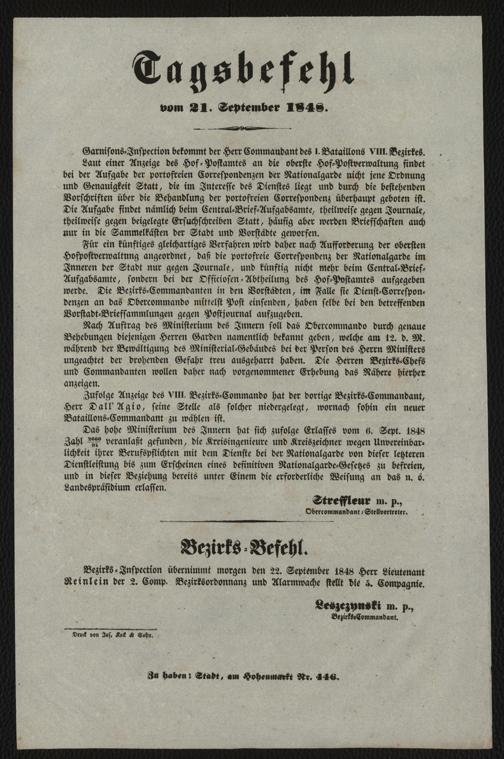 Tagsbefehl
vom 21. September 1848.
Garnisons-Inspection bekommt der Herr Commandant des I. Bataillons VIII. Bezirkes.
Laut einer Anzeige des Hof-Postamtes an die oberste Hof-Postverwaltung findet
bei der Aufgabe der portofreien Correspondenzen der Nationalgarde nicht jene Ordnung
und Genauigkeit Statt, die im Interesse des Dienstes liegt und durch die bestehenden
Vorschriften über die Behandlung der portofreien Correspondenz überhaupt geboten ist.
Die Aufgabe findet nämlich beim Central-Brief-Aufgabsamte, theilweise gegen Journale,
theilweise gegen beigelegte Ersatzschreiben Statt, häufig aber werden Briefschaften auch
nur in die Sammelkästen der Stadt und Vorstädte geworfen.
Für ein künftiges gleichartiges Verfahren wird daher nach Aufforderung der obersten
Hofpostverwaltung angeordnet, daß die portofreie Correspondenz der Nationalgarde im
Inneren der Stadt nur gegen Journale, und künftig nicht mehr beim Central-Brief-
Aufgabsamte, sondern bei der Officiosen-Abtheilung des Hof-Postamtes aufgegeben
werde. Die Bezirks-Commandanten in den Vorstädten, im Falle sie Dienst-Correspon-
denzen an das Obercommando mittelst Post einsenden, haben selbe bei den betreffenden
Vorstadt-Briefsammlungen gegen Postjournal aufzugeben.
Nach Auftrag des Ministerium des Innern soll das Obercommando durch genaue
Behebungen diejenigen Herren Garden namentlich bekannt geben, welche am 12. d. M.
während der Bewältigung des Ministerial-Gebäudes bei der Person des Herrn Ministers
ungeachtet der drohenden Gefahr treu ausgeharrt haben. Die Herren Bezirks-Chefs
und Commandanten wollen daher nach vorgenommener Erhebung das Nähere hierher
anzeigen.
Zufolge Anzeige des VIII. Bezirks-Commando hat der dortige Bezirks-Commandant,
Herr Dall'Agio, seine Stelle als solcher niedergelegt, wornach sohin ein neuer
Bataillons-Commandant zu wählen ist.
Das hohe Ministerium des Innern hat sich zufolge Erlasses vom 6. Sept. 1848
Zahl veranlaßt gefunden, die Kreisingenieure und Kreiszeichner wegen Unvereinbar-
lichkeit ihrer Berufspflichten mit dem Dienste bei der Nationalgarde von dieser letzteren
Dienstleistung bis zum Erscheinen eines definitiven Nationalgarde-Gesetzes zu befreien,
und in dieser Beziehung bereits unter Einem die erforderliche Weisung an das n. ö.
Landespräsidium erlassen.
Streffleur m. p.,
Obercommandant-Stellvertreter.
Bezirks-Befehl.
Bezirks-Inspection übernimmt morgen den 22. September 1848 Herr Lieutenant
Reinlein der 2. Comp. Bezirksordonnanz und Alarmwache stellt die 5. Compagnie.
Leszczynski m. p.,
Bezirks-Commandant.
Druck von Jos. Keck & Sohn.
Zu haben: Stadt, am Hohenmarkt Nr. 446.